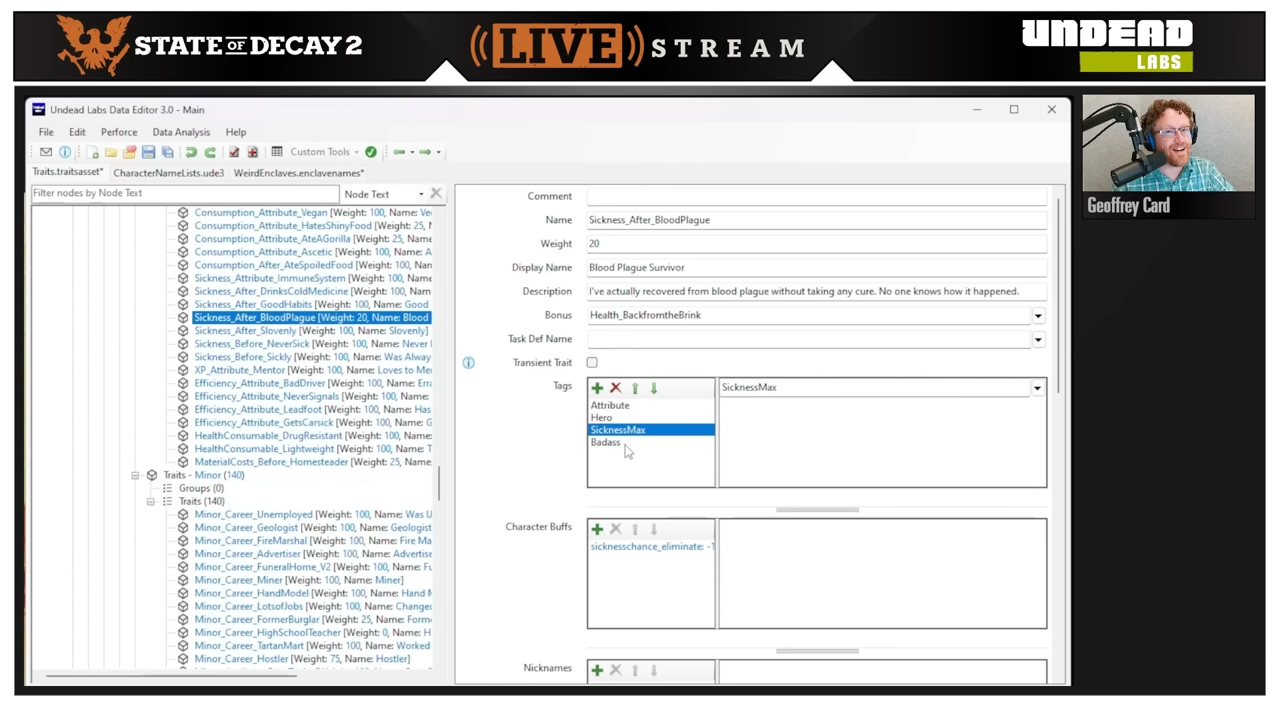 STATE OF DECAY 2
LIVE STREAM
UNDEAD
LABS
Undead Labs Data Editor 3.0 - Main
File Edit Perforce Data Analysis Help
Custom Tools
Traits.traitsasset* CharacterNameLists.ude3 WeirdEnclaves.enclavenames*
Filter nodes by Node Text Node Text
Consumption_Attribute_Vegan [Weight: 100, Name: Ve
Consumption_Attribute_HatesShinyFood [Weight: 25,
Consumption_Attribute_AteAGorilla [Weight: 25, Name
Consumption_Attribute_Ascetic [Weight: 100, Name: A
Consumption_After_AteSpoiledFood [Weight: 100, Nan
Sickness_Attribute_ImmuneSystem [Weight: 100, Name:
Sickness_After_DrinksColdMedicine [Weight: 100, Name:
Sickness_After_GoodHabits [Weight: 100, Name: Good
Sickness_After_BloodPlague [Weight: 20, Name: Blood
Sickness_After_Slovenly [Weight: 100, Name: Slovenly]
Sickness_Before_NeverSick [Weight: 100, Name: Never
Sickness_Before_Sickly [Weight: 100, Name: Was Alway
XP_Attribute_Mentor [Weight: 100, Name: Loves to Me
Efficiency_Attribute_BadDriver [Weight: 100, Name: Erra
Efficiency_Attribute_NeverSignals [Weight: 100, Name:
Efficiency_Attribute_Leadfoot [Weight: 100, Name: Has
Efficiency_Attribute_GetsCarsick [Weight: 100, Name: G
HealthConsumable_DrugResistant [Weight: 100, Name:
HealthConsumable_Lightweight [Weight: 100, Name: T
MaterialCosts_Before_Homesteader [Weight: 25, Name:
Traits - Minor (140)
Groups (0)
Traits (140)
Minor_Career_Unemployed [Weight: 100, Name: Was U
Minor_Career_Geologist [Weight: 100, Name: Geologist
Minor_Career_FireMarshal [Weight: 100, Name: Fire Ma
Minor_Career_Advertiser [Weight: 100, Name: Advertise
Minor_Career_FuneralHome_V2 [Weight: 100, Name: Fu
Minor_Career_Miner [Weight: 100, Name: Miner]
Minor_Career_HandModel [Weight: 100, Name: Hand M
Minor_Career_LotsofJobs [Weight: 100, Name: Change
Minor_Career_FormerBurglar [Weight: 25, Name: Form
Minor_Career_HighSchoolTeacher [Weight: 0, Name: H
Minor_Career_TartanMart [Weight: 100, Name: Worked
Minor_Career_Hostler [Weight: 75, Name: Hostler]
Comment
Name Sickness_After_BloodPlague
Weight 20
Display Name Blood Plague Survivor
Description I've actually recovered from blood plague without taking any cure. No one knows how it happened.
Bonus Health_BackfromtheBrink
Task Def Name
Transient Trait
Tags SicknessMax
Attribute
Hero
SicknessMax
Badass
Character Buffs
sicknesschance_eliminate: -1
Nicknames
Geoffrey Card